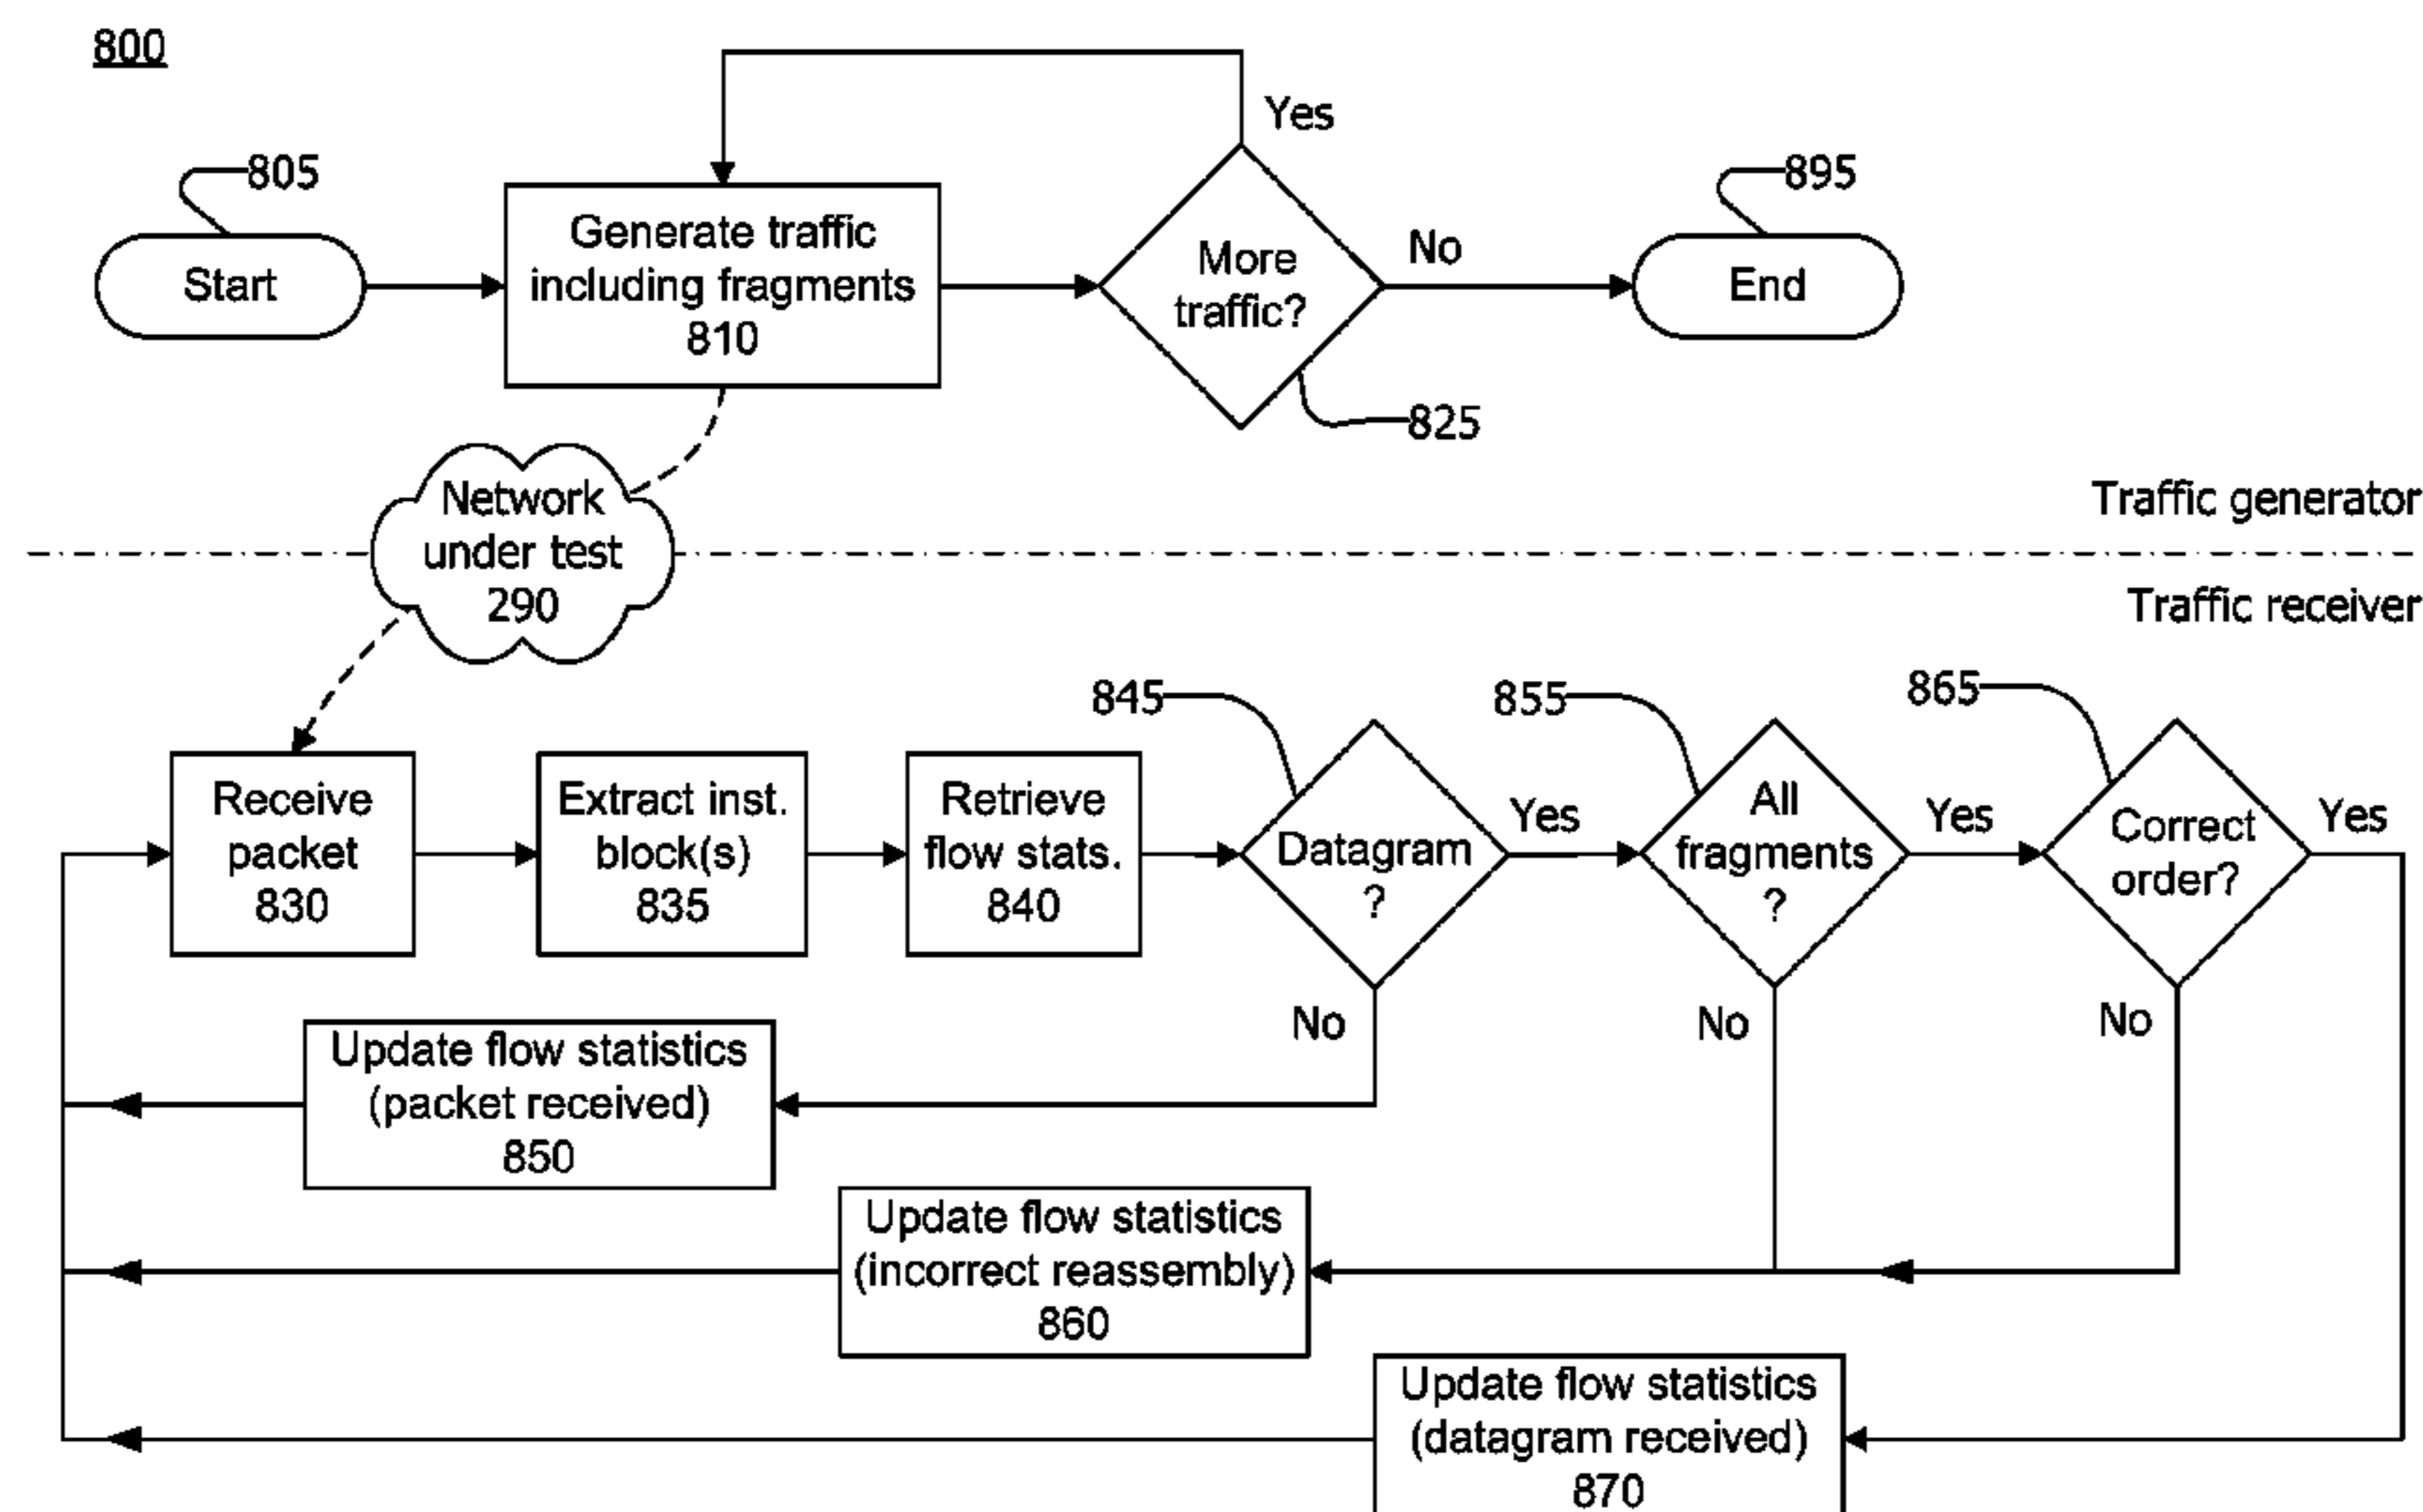 800
Yes
805
895
Generate traffic
including fragments
810
Start
More
traffic?
No
End
825
Network
under test
290
Traffic generator
Traffic receiver
845
855
865
Receive
packet
830
Extract inst.
block(s)
835
Retrieve
flow stats.
840
Datagram
?
Yes
All
fragments
?
Yes
Correct
order?
Yes
No
No
No
Update flow statistics
(packet received)
850
Update flow statistics
(incorrect reassembly)
860
Update flow statistics
(datagram received)
870